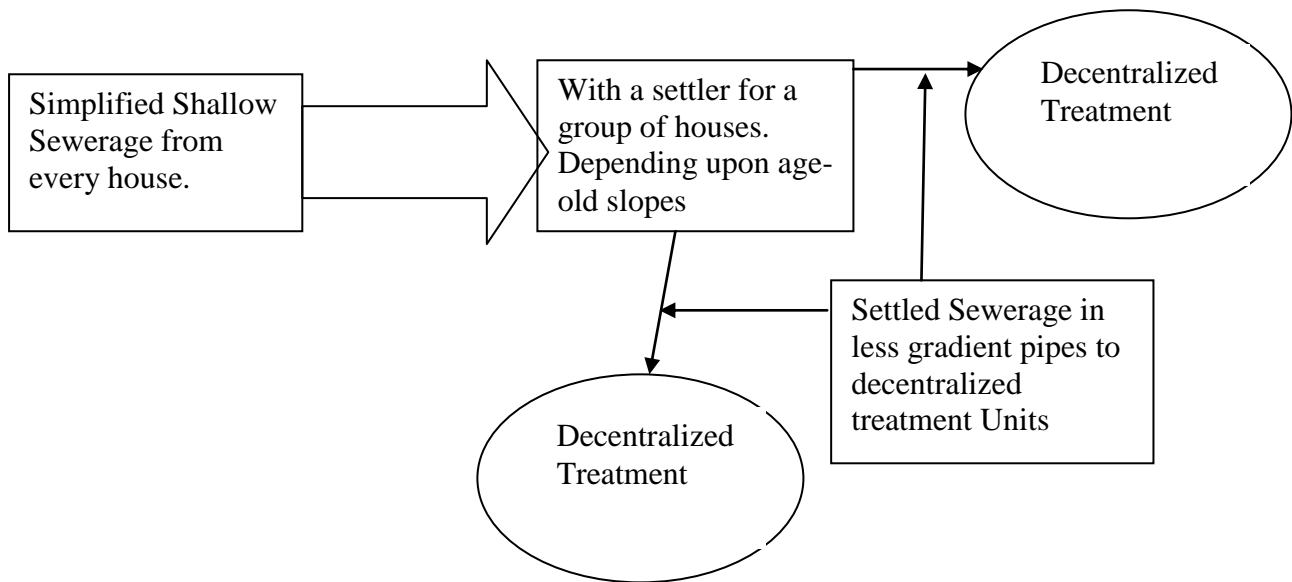 Simplified Shallow
Sewerage from
every house.
With a settler for a
group of houses.
Depending upon age-
old slopes
Decentralized
Treatment
Settled Sewerage in
less gradient pipes to
decentralized
treatment Units
Decentralized
Treatment